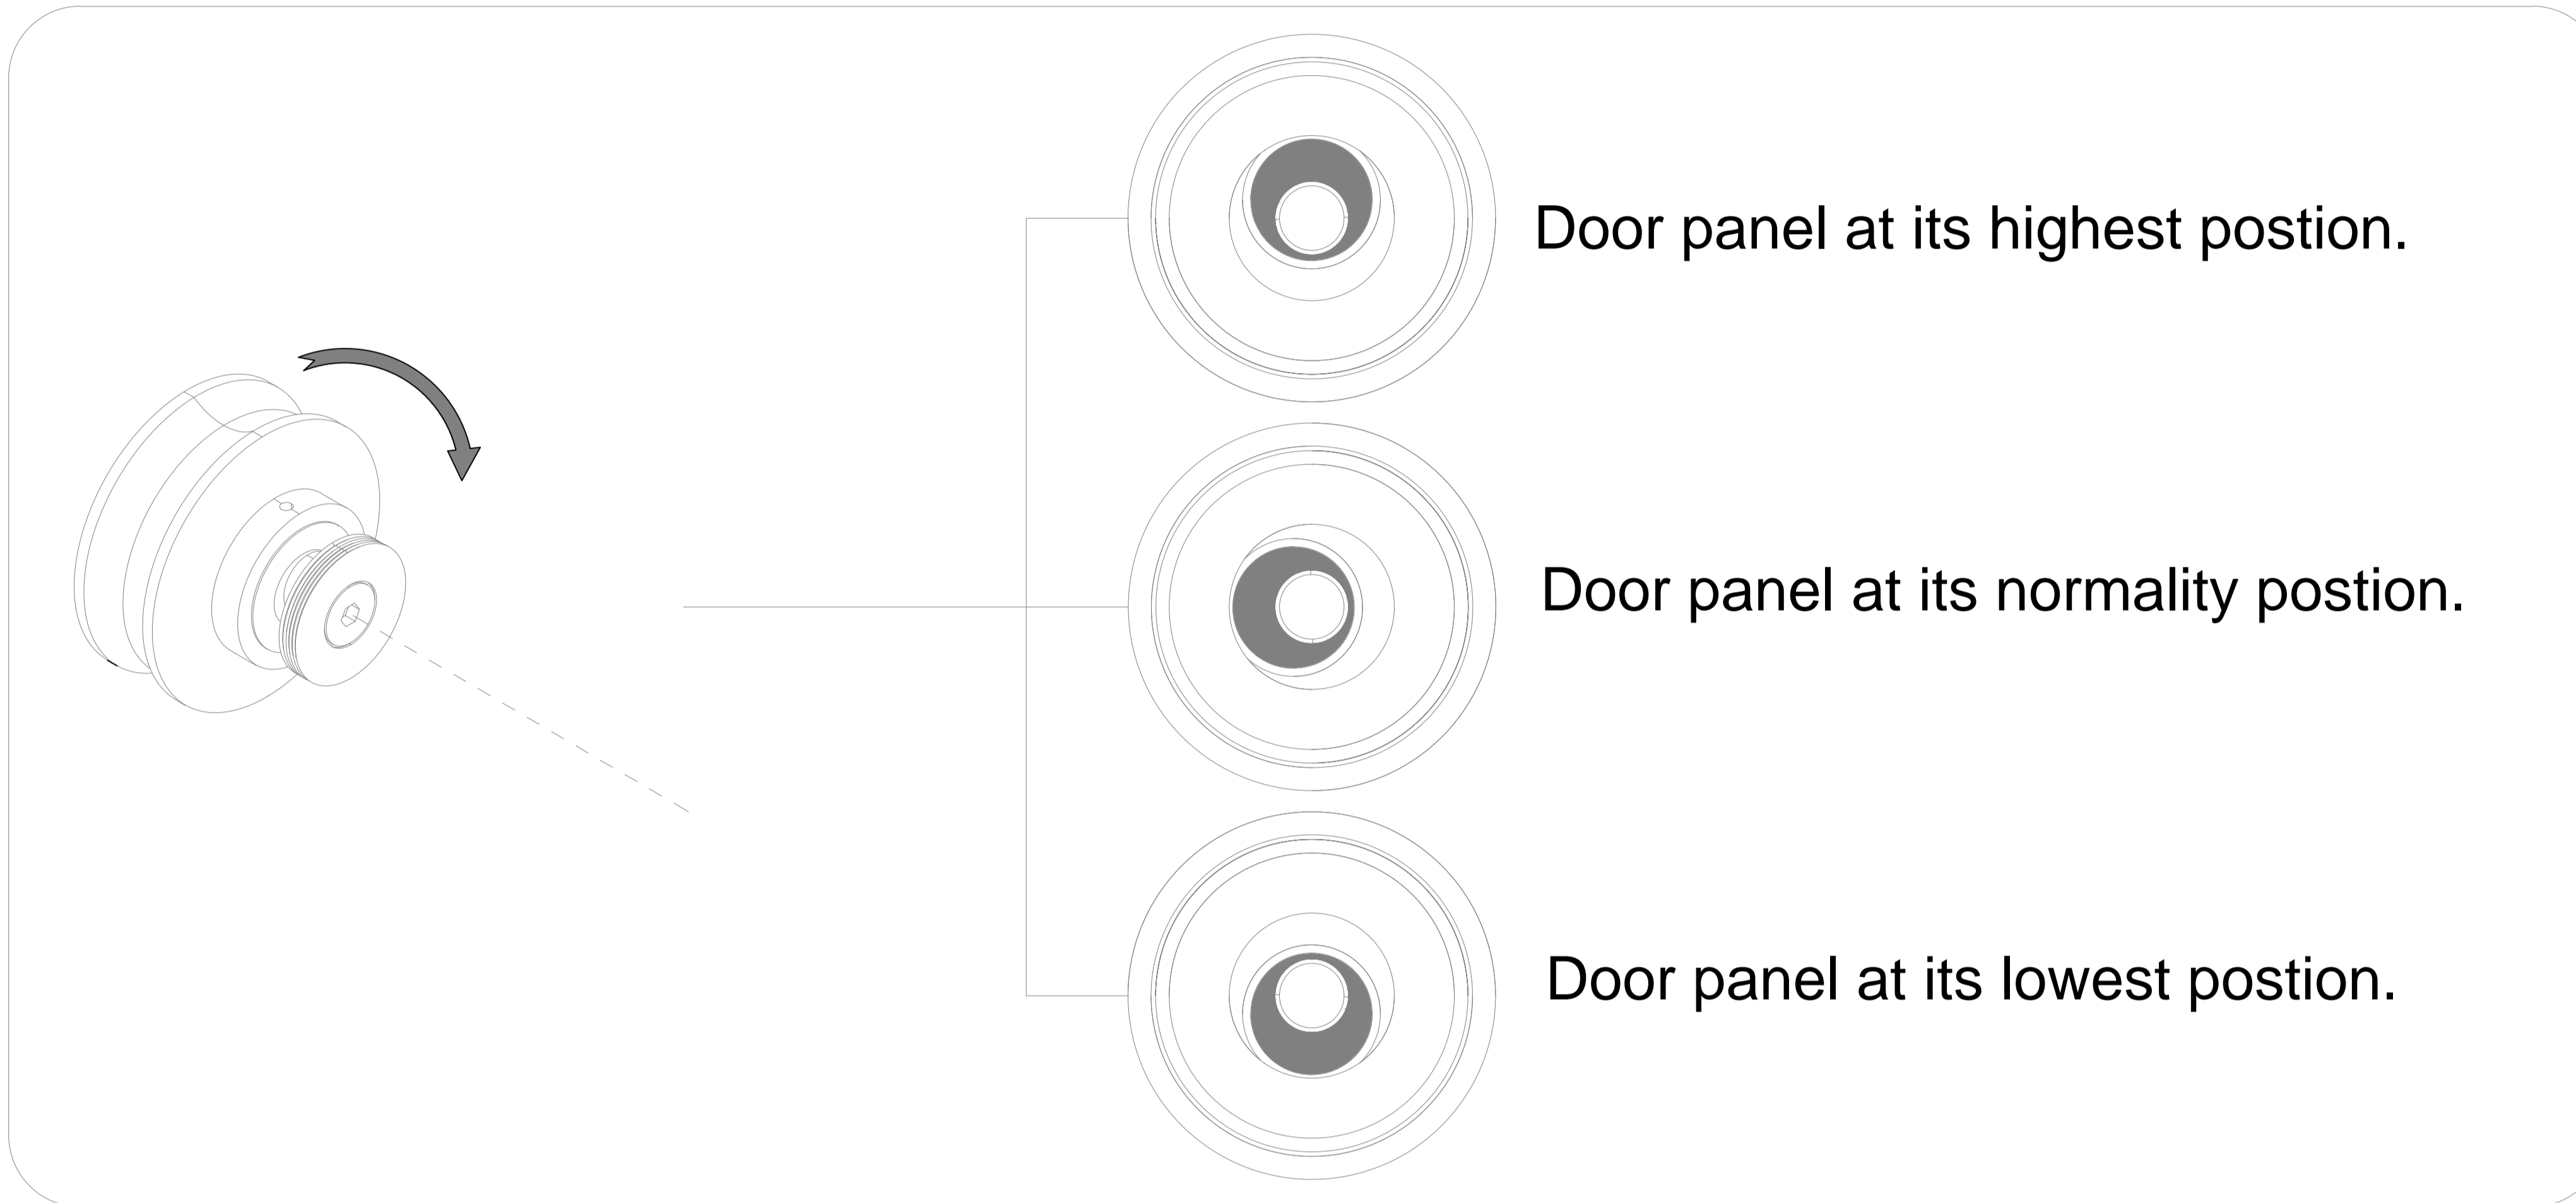 Door panel at its highest postion.
Door panel at its normality postion.
Door panel at its lowest postion.